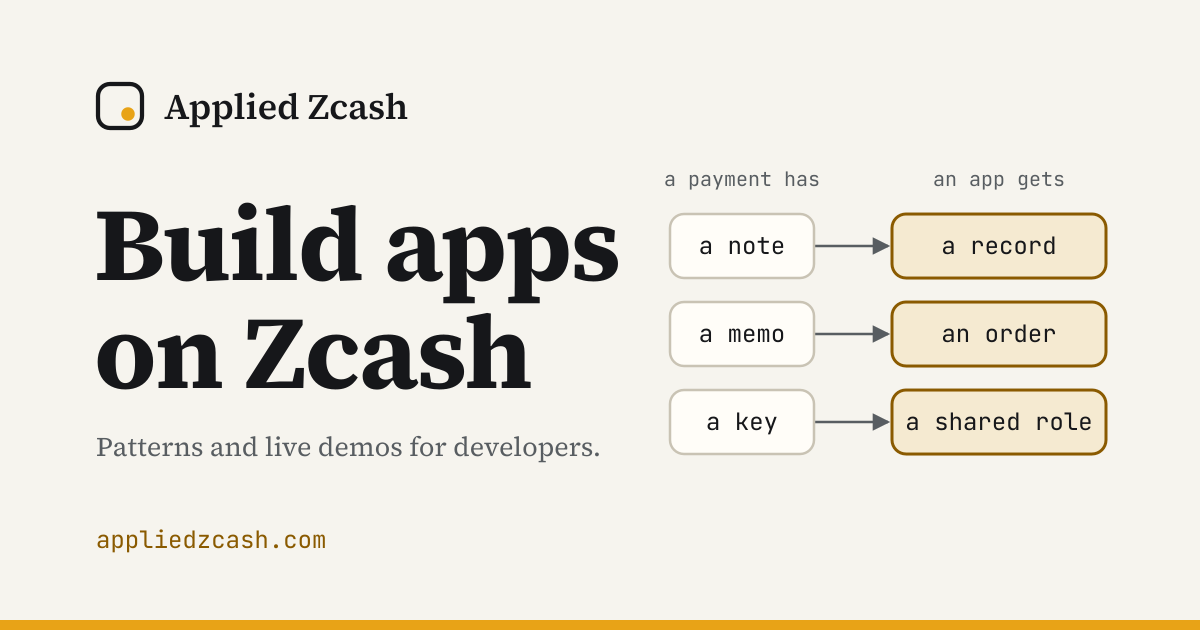 Applied Zcash
Build apps
on Zcash
Patterns and live demos for developers.
appliedzcash.com
a payment has
an app gets
a note
a record
a memo
an order
a key
a shared role